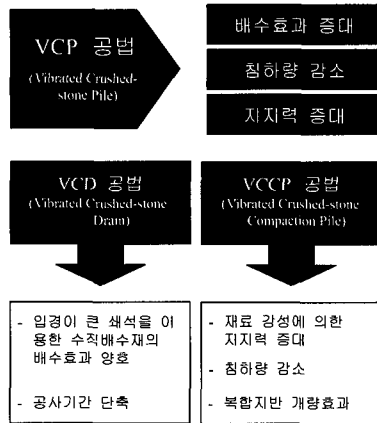 VCP 공법
(Vibrated Crushed-
stone Pile)
배수효과 증대
침하량 감소
지지력 증대
VCD 공법
(Vibrated Crushed-stone
Drain)
VCCP 공법
(Vibrated Crushed-stone
Compaction Pile)
- 입경이 큰 쇄석을 이
용한 수직배수재의
배수효과 양호
- 공사기간 단축
- 재료 강성에 의한
지지력 증대
- 침하량 감소
- 복합지반 개량효과